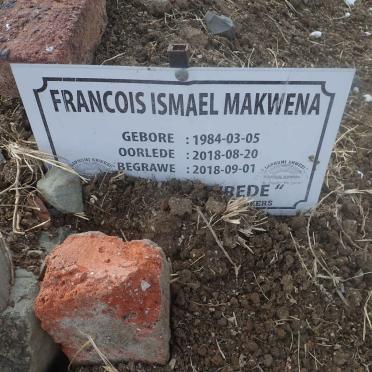 FRANCOIS ISMAEL MAKWENA
GEBORE : 1984-03-05
OORLEDE : 2018-08-20
BEGRAWE : 2018-09-01
REDE "
KERS